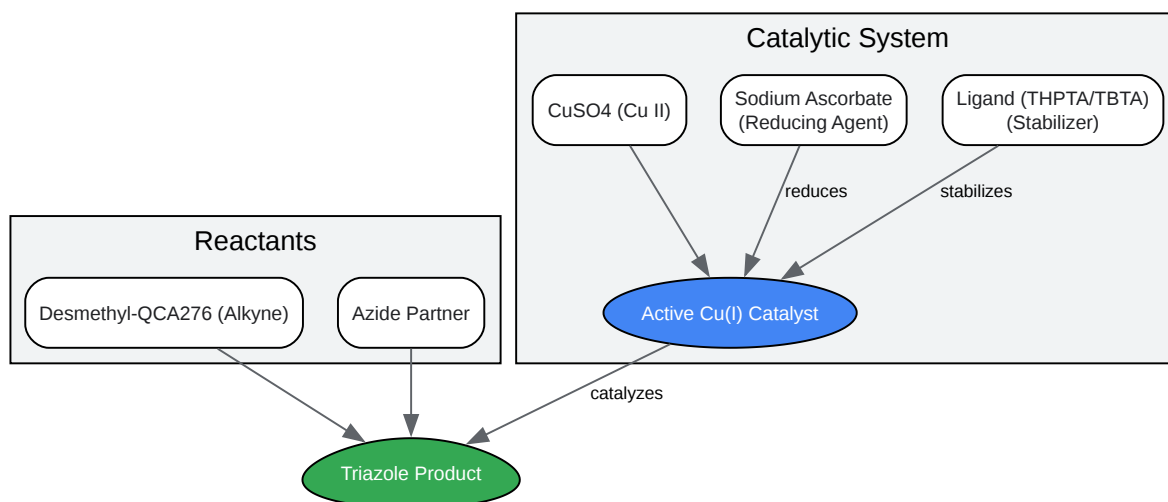 Catalytic System
CuSO4 (Cu II)
Sodium Ascorbate
(Reducing Agent)
Ligand (THPTA/TBTA)
(Stabilizer)
reduces
stabilizes
Reactants
Desmethyl-QCA276 (Alkyne)
Azide Partner
Active Cu(I) Catalyst
catalyzes
Triazole Product